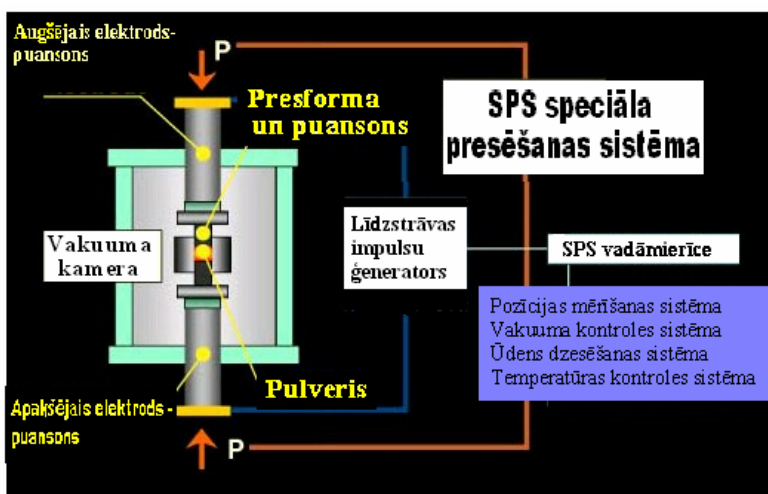 Augšējais elektrods-
puansons
P
Presforma
un puansons
SPS speciāla
presēšanas sistēma
Vakuuma
kamera
Līdzstrāvas
impulsu
ģenerators
SPS vadāmierīce
Pozīcijas mērīšanas sistēma
Vakuuma kontroles sistēma
Ūdens dzesēšanas sistēma
Temperatūras kontroles sistēma
Pulveris
Apakšējais elektrods -
puansons
P